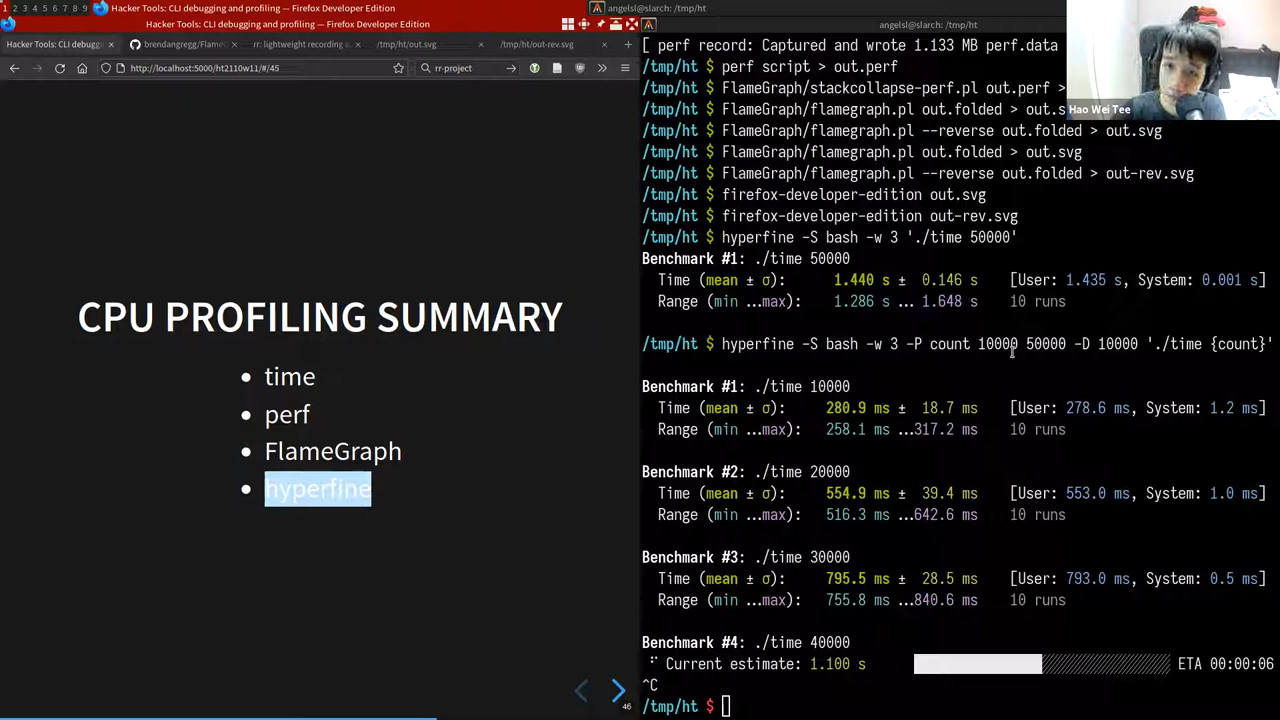 1 2 3 4 5 6 7 8 9 Hacker Tools: CLI debugging and profiling — Firefox Developer Edition
angelsl@slarch: /tmp/ht
Hacker Tools: CLI debugging and profiling — Firefox Developer Edition
angelsl@slarch: /tmp/ht
Hacker Tools: CLI debugg
brendangregg/FlameG
rr: lightweight recording
/tmp/ht/out.svg
/tmp/ht/out-rev.svg
http://localhost:5000/ht2110w11/#/45
rr-project
CPU PROFILING SUMMARY
• time
• perf
• FlameGraph
• hyperfine
46
[ perf record: Captured and wrote 1.133 MB perf.data
/tmp/ht $ perf script > out.perf
/tmp/ht $ FlameGraph/stackcollapse-perf.pl out.perf >
/tmp/ht $ FlameGraph/flamegraph.pl out.folded > out.s
/tmp/ht $ FlameGraph/flamegraph.pl --reverse out.folded > out.svg
/tmp/ht $ FlameGraph/flamegraph.pl out.folded > out.svg
/tmp/ht $ FlameGraph/flamegraph.pl --reverse out.folded > out-rev.svg
/tmp/ht $ firefox-developer-edition out.svg
/tmp/ht $ firefox-developer-edition out-rev.svg
/tmp/ht $ hyperfine -S bash -w 3 './time 50000'
Benchmark #1: ./time 50000
Time (mean ± σ): 1.440 s ± 0.146 s [User: 1.435 s, System: 0.001 s]
Range (min … max): 1.286 s … 1.648 s 10 runs
/tmp/ht $ hyperfine -S bash -w 3 -P count 10000 50000 -D 10000 './time {count}'
Benchmark #1: ./time 10000
Time (mean ± σ): 280.9 ms ± 18.7 ms [User: 278.6 ms, System: 1.2 ms]
Range (min … max): 258.1 ms … 317.2 ms 10 runs
Benchmark #2: ./time 20000
Time (mean ± σ): 554.9 ms ± 39.4 ms [User: 553.0 ms, System: 1.0 ms]
Range (min … max): 516.3 ms … 642.6 ms 10 runs
Benchmark #3: ./time 30000
Time (mean ± σ): 795.5 ms ± 28.5 ms [User: 793.0 ms, System: 0.5 ms]
Range (min … max): 755.8 ms … 840.6 ms 10 runs
Benchmark #4: ./time 40000
Current estimate: 1.100 s ETA 00:00:06
^C
/tmp/ht $
Hao Wei Tee